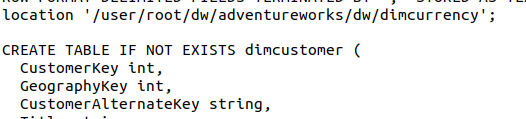 location '/user/root/dw/adventureworks/dw/dimcurrency';
CREATE TABLE IF NOT EXISTS dimcustomer (
CustomerKey int,
GeographyKey int,
CustomerAlternateKey string,